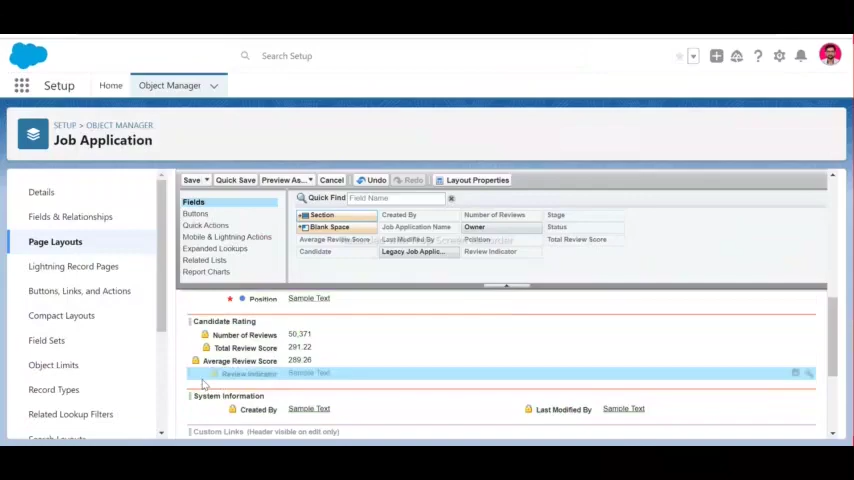 Search Setup
Setup Home Object Manager
SETUP > OBJECT MANAGER
Job Application
Details
Fields & Relationships
Page Layouts
Lightning Record Pages
Buttons, Links, and Actions
Compact Layouts
Field Sets
Object Limits
Record Types
Related Lookup Filters
Search Layouts
Save Quick Save Preview As... Cancel Undo Redo Layout Properties
Fields
Buttons
Quick Actions
Mobile & Lightning Actions
Expanded Lookups
Related Lists
Report Charts
Quick Find Field Name
Section Created By Number of Reviews Stage
Blank Space Job Application Name Owner Status
Average Review Score Last Modified By Position Total Review Score
Candidate Legacy Job Applic... Review Indicator
* Position Sample Text
Candidate Rating
Number of Reviews 50,371
Total Review Score 291.22
Average Review Score 289.26
Review Indicator Sample Text
System Information
Created By Sample Text Last Modified By Sample Text
Custom Links (Header visible on edit only)